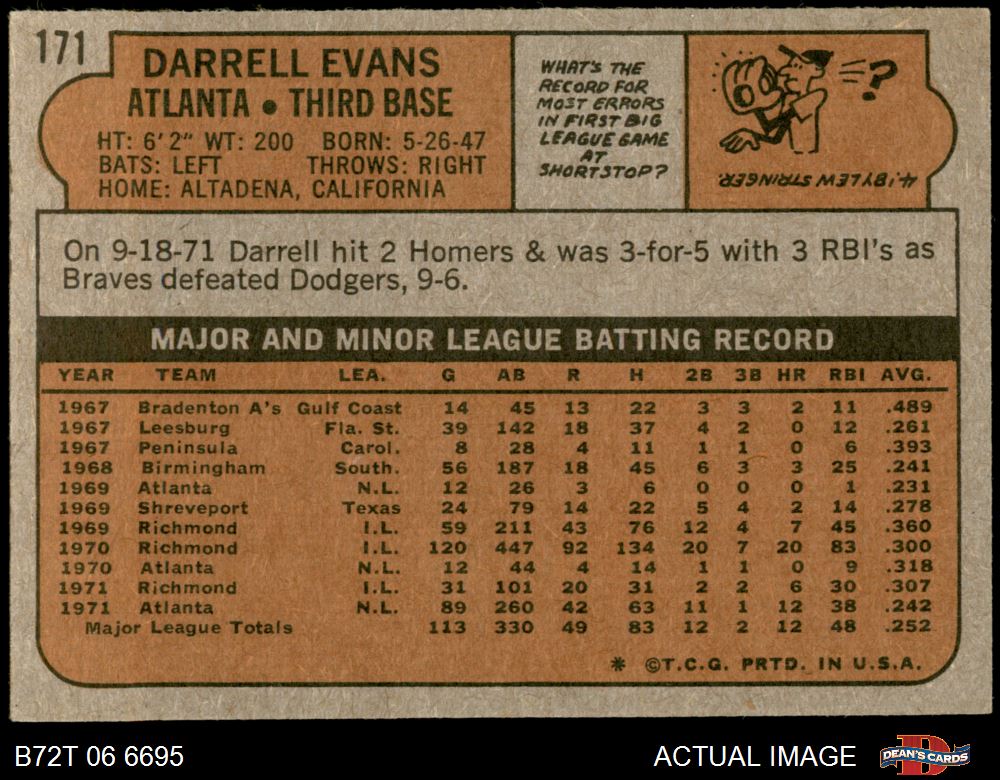 171
DARRELL EVANS
ATLANTA • THIRD BASE
HT: 6'2" WT: 200 BORN: 5-26-47
BATS: LEFT THROWS: RIGHT
HOME: ALTADENA, CALIFORNIA
WHAT'S THE
RECORD FOR
MOST ERRORS
IN FIRST BIG
LEAGUE GAME
AT
SHORTSTOP?
?
4. BY LEW STRINGER.
On 9-18-71 Darrell hit 2 Homers & was 3-for-5 with 3 RBI's as
Braves defeated Dodgers, 9-6.
MAJOR AND MINOR LEAGUE BATTING RECORD
YEAR TEAM LEA. G AB R H 2B 3B HR RBI AVG.
1967 Bradenton A's Gulf Coast 14 45 13 22 3 3 2 11 .489
1967 Leesburg Fla. St. 39 142 18 37 4 2 0 12 .261
1967 Peninsula Carol. 8 28 4 11 1 1 0 6 .393
1968 Birmingham South. 56 187 18 45 6 3 3 25 .241
1969 Atlanta N.L. 12 26 3 6 0 0 0 1 .231
1969 Shreveport Texas 24 79 14 22 5 4 2 14 .278
1969 Richmond I.L. 59 211 43 76 12 4 7 45 .360
1970 Richmond I.L. 120 447 92 134 20 7 20 83 .300
1970 Atlanta N.L. 12 44 4 14 1 1 0 9 .318
1971 Richmond I.L. 31 101 20 31 2 2 6 30 .307
1971 Atlanta N.L. 89 260 42 63 11 1 12 38 .242
Major League Totals 113 330 49 83 12 2 12 48 .252
* ©T.C.G. PRTD. IN U.S.A.
B72T 06 6695
ACTUAL IMAGE
DEAN'S CARDS